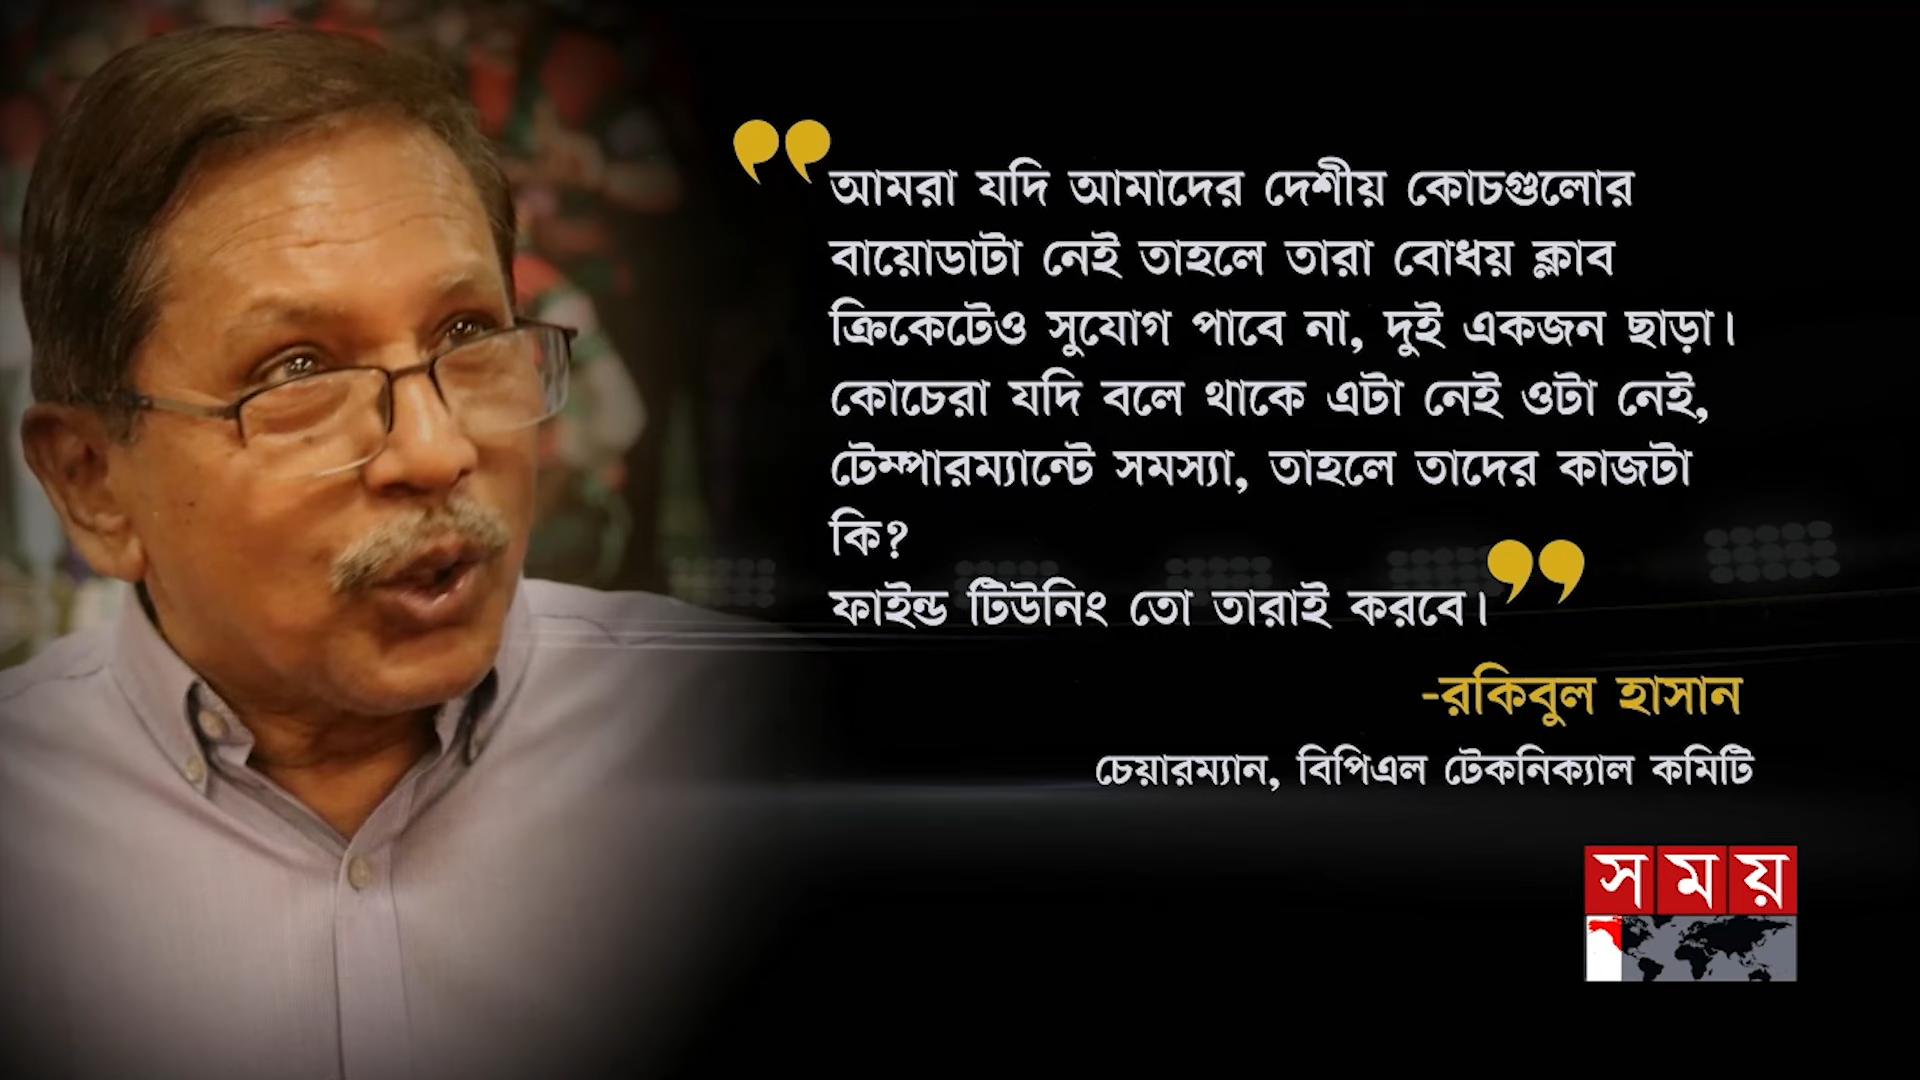 আমরা যদি আমাদের দেশীয় কোচগুলোর
বায়োডাটা নেই তাহলে তারা বোধয় ক্লাব
ক্রিকেটেও সুযোগ পাবে না, দুই একজন ছাড়া।
কোচেরা যদি বলে থাকে এটা নেই ওটা নেই,
টেম্পারম্যান্টে সমস্যা, তাহলে তাদের কাজটা
কি?
ফাইন্ড টিউনিং তো তারাই করবে।
-রকিবুল হাসান
চেয়ারম্যান, বিপিএল টেকনিক্যাল কমিটি
সময়